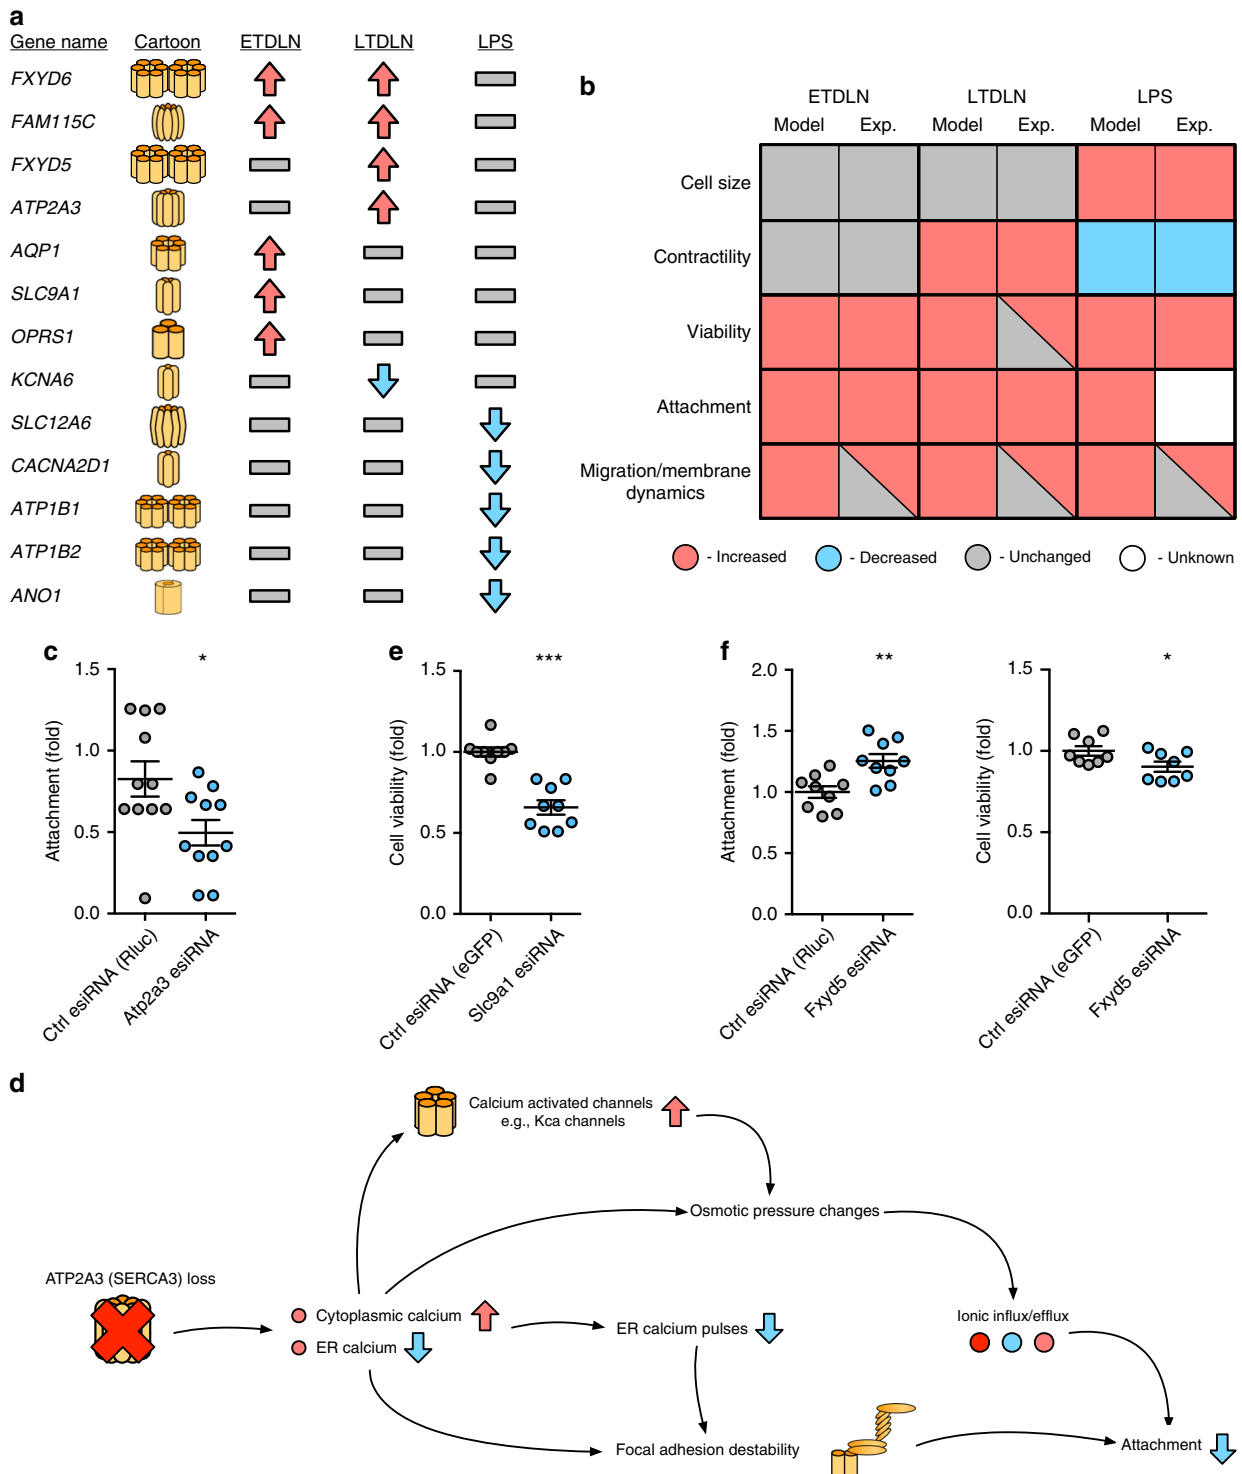 a
Gene name Cartoon ETDLN LTDLN LPS
FXYD6
FAM115C
FXYD5
ATP2A3
AQP1
SLC9A1
OPRS1
KCNA6
SLC12A6
CACNA2D1
ATP1B1
ATP1B2
ANO1
b
ETDLN LTDLN LPS
Model Exp. Model Exp. Model Exp.
Cell size
Contractility
Viability
Attachment
Migration/membrane
dynamics
- Increased - Decreased - Unchanged - Unknown
c
*
1.5
1.0
0.5
0.0
Attachment (fold)
Ctrl esiRNA (Rluc)
Atp2a3 esiRNA
e
***
1.5
1.0
0.5
0.0
Cell viability (fold)
Ctrl esiRNA (eGFP)
Slc9a1 esiRNA
f
**
2.0
1.5
1.0
0.5
0.0
Attachment (fold)
Ctrl esiRNA (Rluc)
Fxyd5 esiRNA
*
1.5
1.0
0.5
0.0
Cell viability (fold)
Ctrl esiRNA (eGFP)
Fxyd5 esiRNA
d
Calcium activated channels
e.g., Kca channels
Osmotic pressure changes
ATP2A3 (SERCA3) loss
Cytoplasmic calcium
ER calcium
ER calcium pulses
Ionic influx/efflux
Focal adhesion destability
Attachment